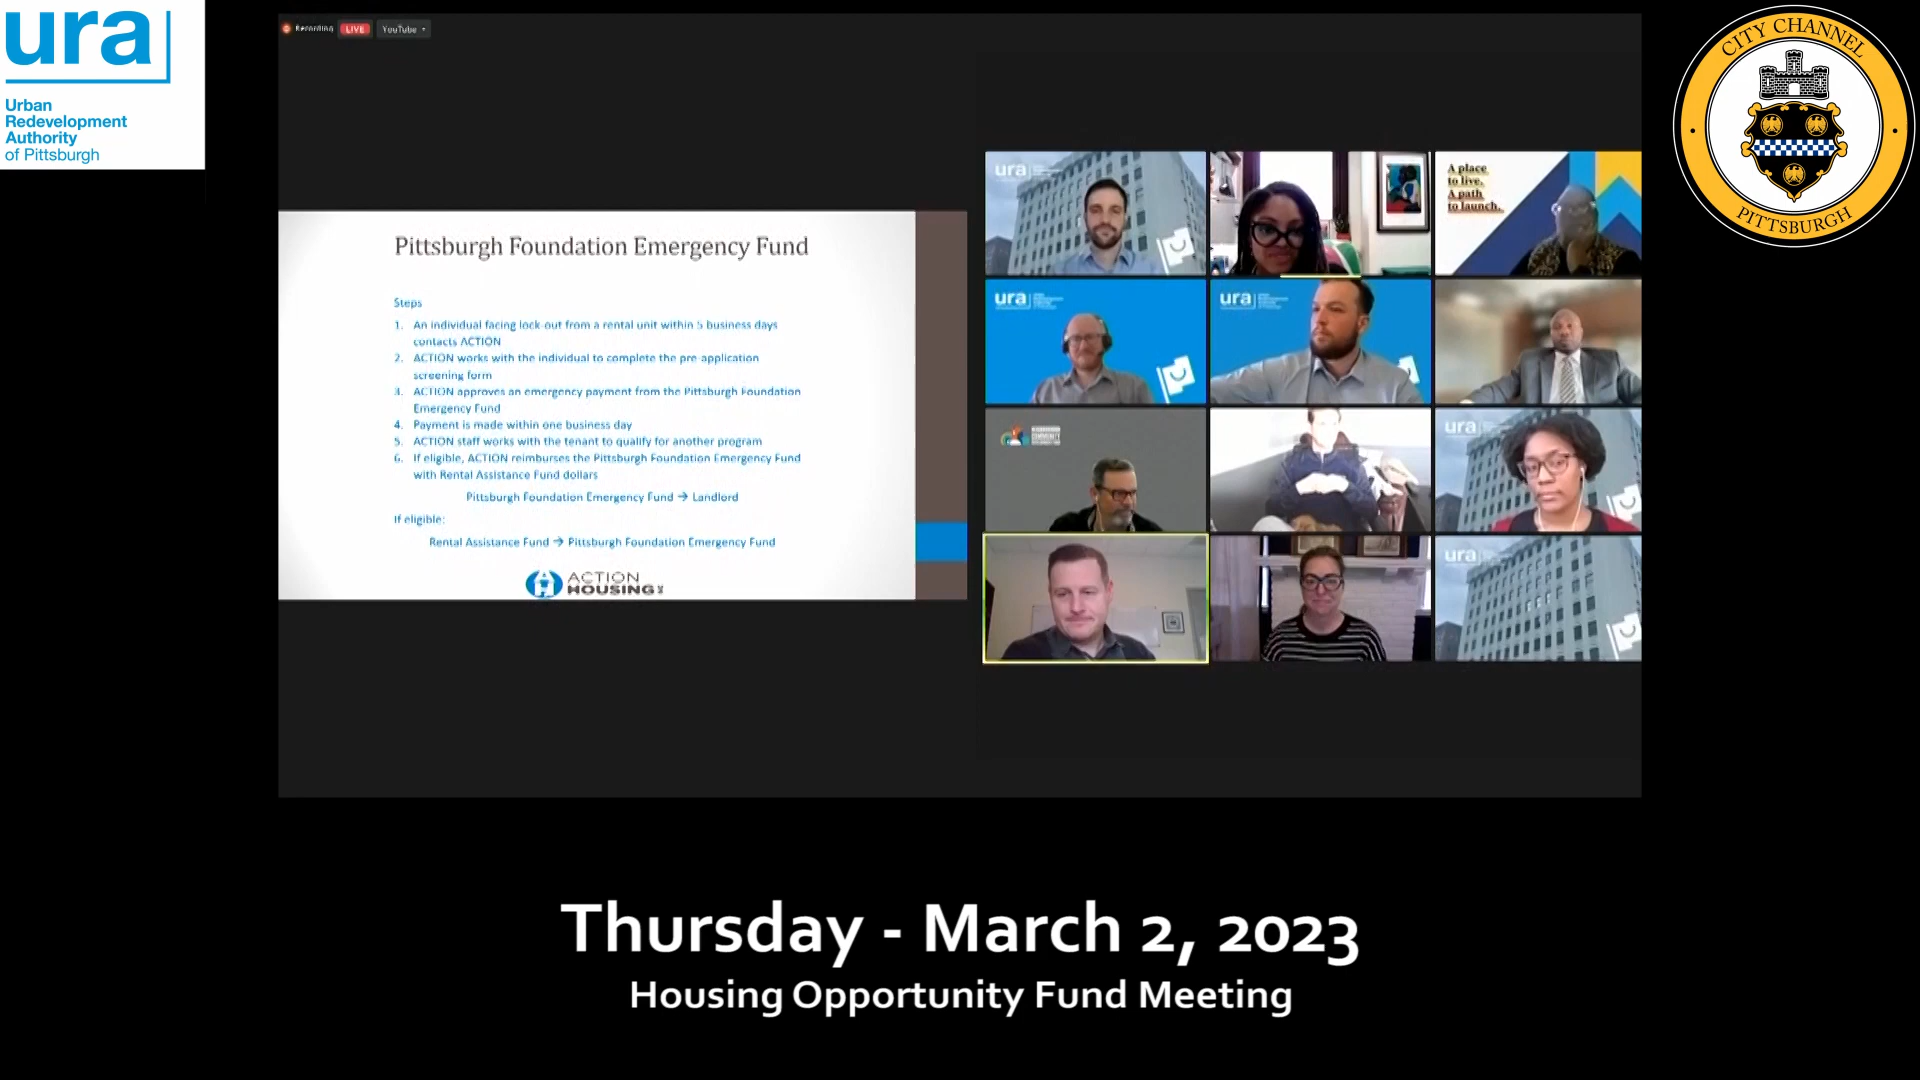 ura
Urban
Redevelopment
Authority
of Pittsburgh
Recording
LIVE
YouTube
CITY CHANNEL
PITTSBURGH
Pittsburgh Foundation Emergency Fund
Steps
1. An individual facing lock-out from a rental unit within 5 business days
contacts ACTION
2. ACTION works with the individual to complete the pre-application
screening form
3. ACTION approves an emergency payment from the Pittsburgh Foundation
Emergency Fund
4. Payment is made within one business day
5. ACTION staff works with the tenant to qualify for another program
6. If eligible, ACTION reimburses the Pittsburgh Foundation Emergency Fund
with Rental Assistance Fund dollars
Pittsburgh Foundation Emergency Fund → Landlord
If eligible:
Rental Assistance Fund → Pittsburgh Foundation Emergency Fund
ACTION
HOUSING
ura
A place
to live.
A path
to launch.
ura
ura
COMMUNITY
ura
ura
Thursday - March 2, 2023
Housing Opportunity Fund Meeting